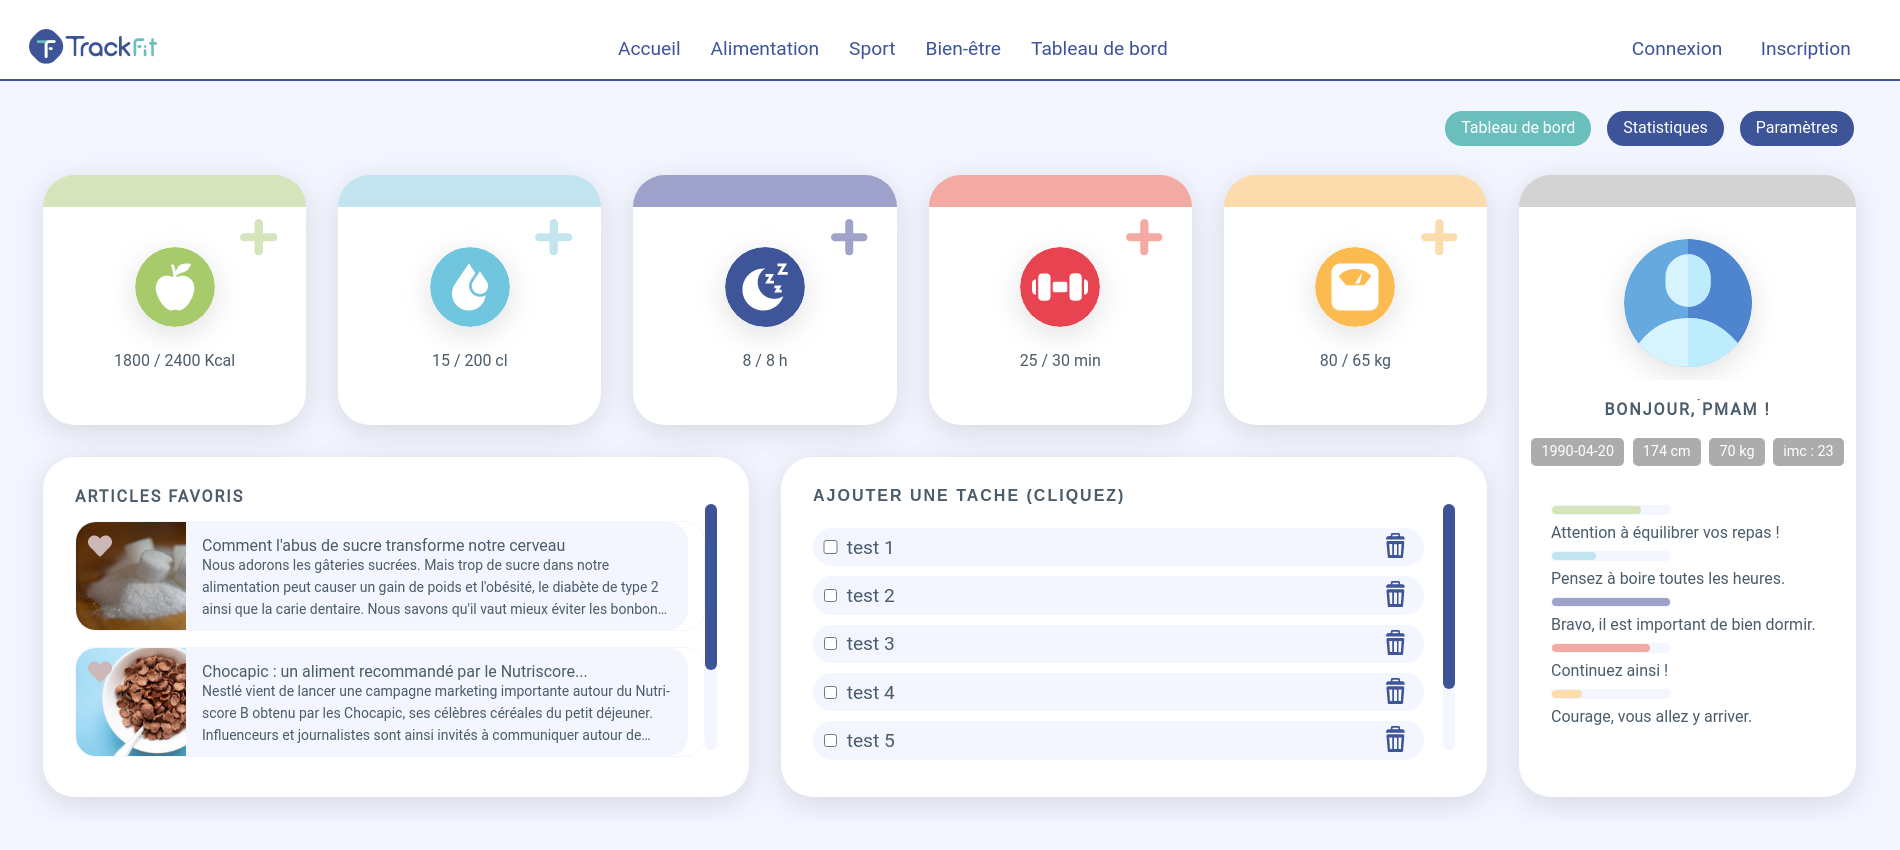 TrackFit
Accueil
Alimentation
Sport
Bien-être
Tableau de bord
Connexion
Inscription
Tableau de bord
Statistiques
Paramètres
1800 / 2400 Kcal
15 / 200 cl
8 / 8 h
25 / 30 min
80 / 65 kg
BONJOUR, PMAM !
1990-04-20
174 cm
70 kg
imc : 23
Attention à équilibrer vos repas !
Pensez à boire toutes les heures.
Bravo, il est important de bien dormir.
Continuez ainsi !
Courage, vous allez y arriver.
ARTICLES FAVORIS
Comment l'abus de sucre transforme notre cerveau
Nous adorons les gâteries sucrées. Mais trop de sucre dans notre
alimentation peut causer un gain de poids et l'obésité, le diabète de type 2
ainsi que la carie dentaire. Nous savons qu'il vaut mieux éviter les bonbon...
Chocapic : un aliment recommandé par le Nutriscore...
Nestlé vient de lancer une campagne marketing importante autour du Nutri-
score B obtenu par les Chocapic, ses célèbres céréales du petit déjeuner.
Influenceurs et journalistes sont ainsi invités à communiquer autour de...
AJOUTER UNE TACHE (CLIQUEZ)
test 1
test 2
test 3
test 4
test 5